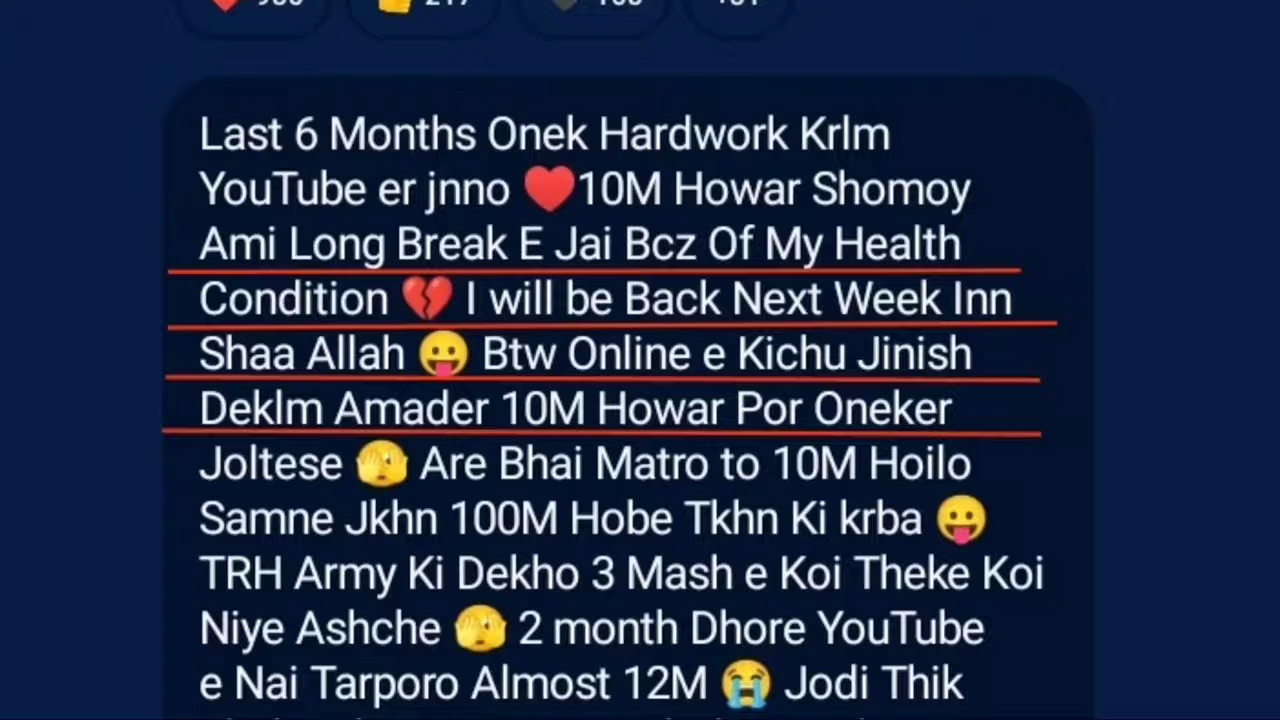 Last 6 Months Onek Hardwork Krlm
YouTube er jnno ❤️10M Howar Shomoy
Ami Long Break E Jai Bcz Of My Health
Condition 💔 I will be Back Next Week Inn
Shaa Allah 😛 Btw Online e Kichu Jinish
Deklm Amader 10M Howar Por Oneker
Joltese 🫣 Are Bhai Matro to 10M Hoilo
Samne Jkhn 100M Hobe Tkhn Ki krba 😛
TRH Army Ki Dekho 3 Mash e Koi Theke Koi
Niye Ashche 🫣 2 month Dhore YouTube
e Nai Tarporo Almost 12M 😭 Jodi Thik